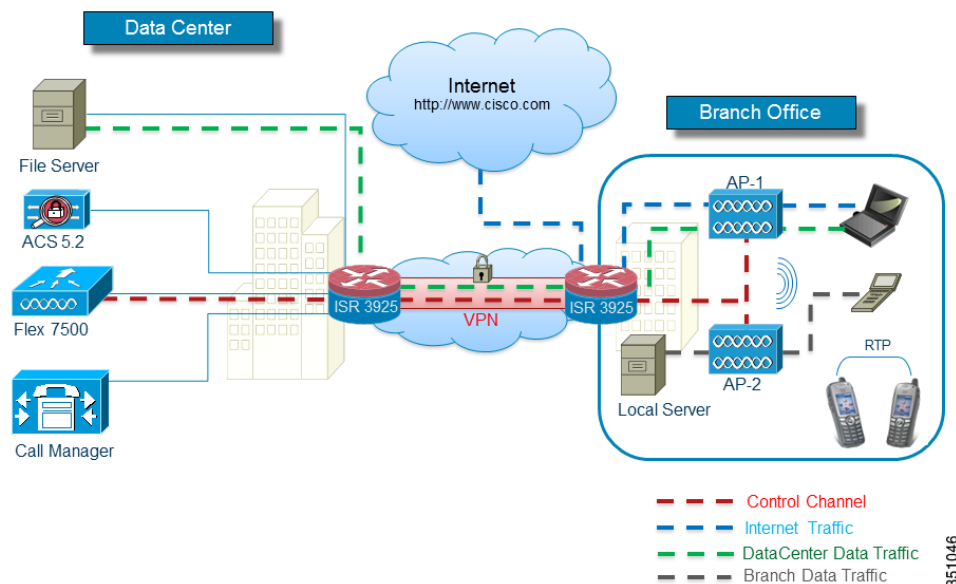 Data Center
Internet
http://www.cisco.com
Branch Office
File Server
AP-1
ACS 5.2
ISR 3925
ISR 3925
VPN
Flex 7500
RTP
AP-2
Local Server
Call Manager
Control Channel
Internet Traffic
DataCenter Data Traffic
Branch Data Traffic
351046